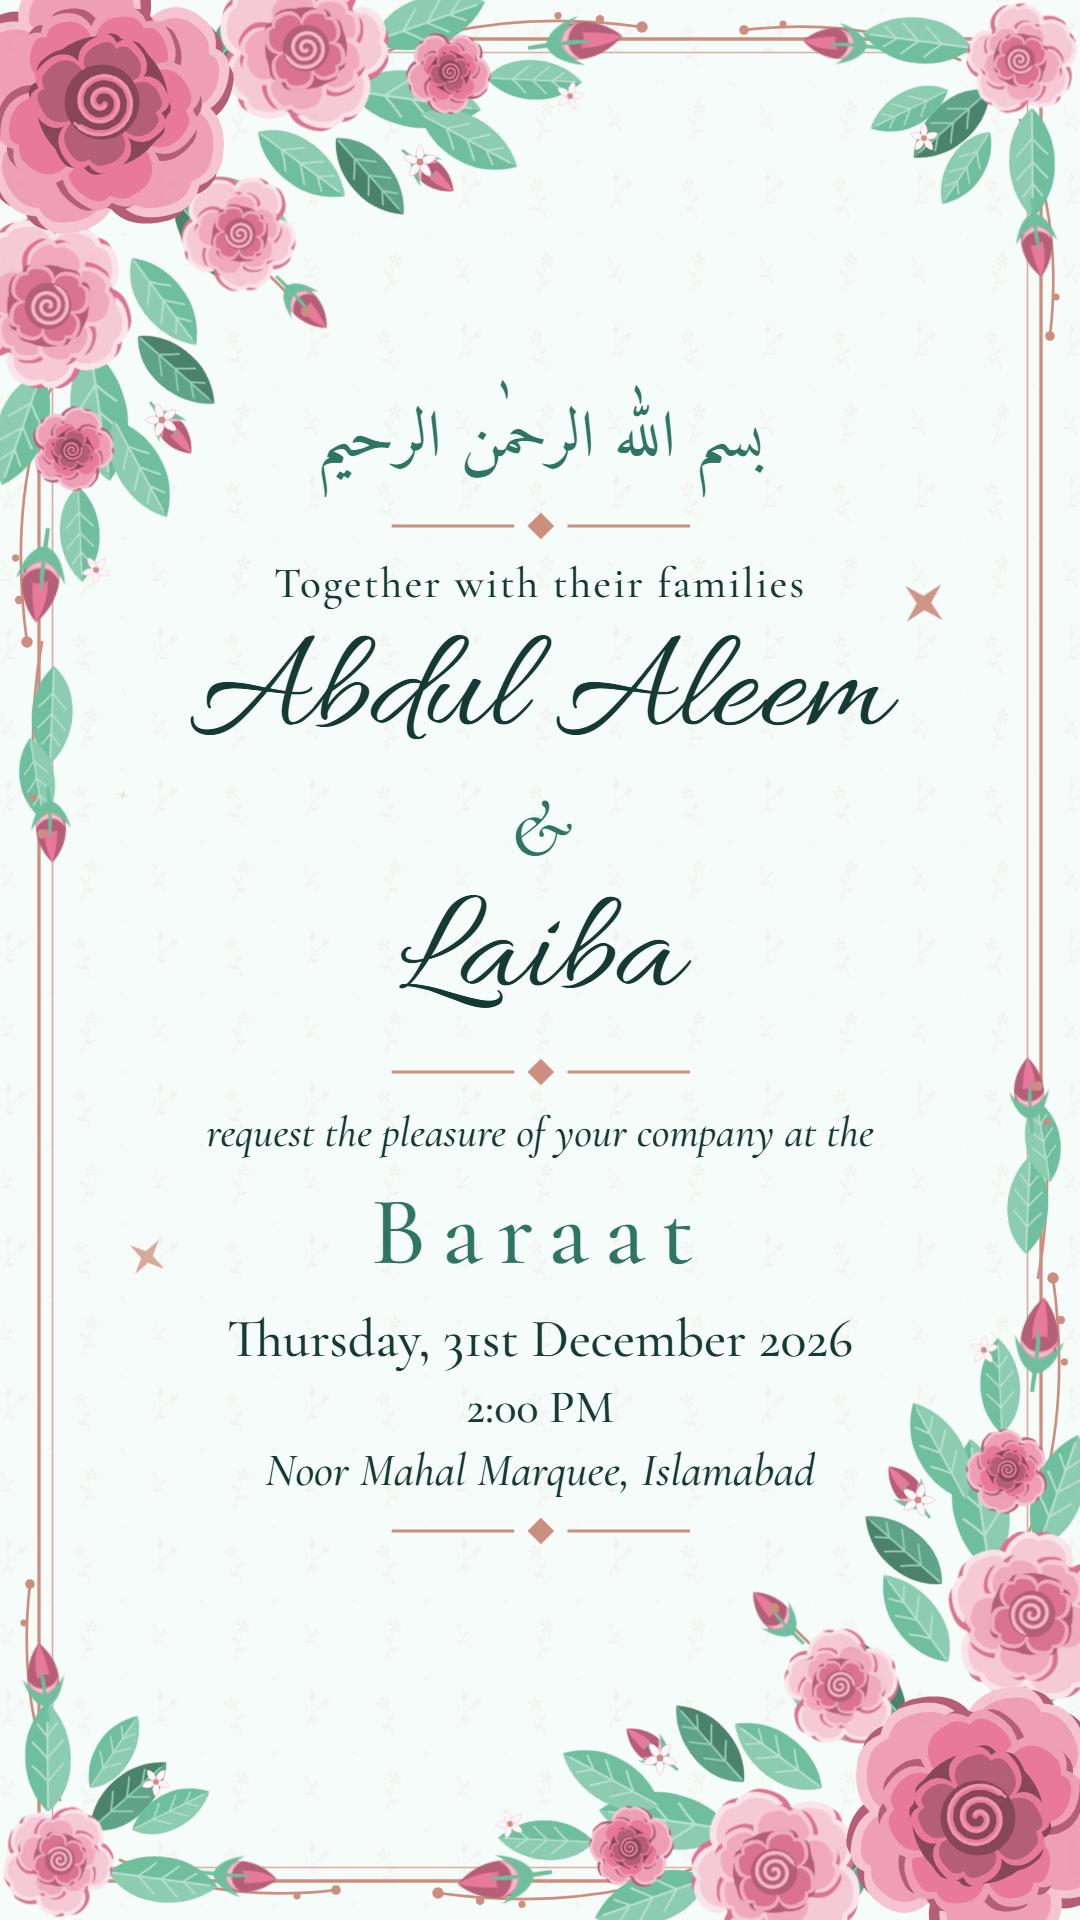 بسم الله الرحمٰن الرحيم
Together with their families
Abdul Aleem
&
Laiba
request the pleasure of your company at the
Baraat
Thursday, 31st December 2026
2:00 PM
Noor Mahal Marquee, Islamabad